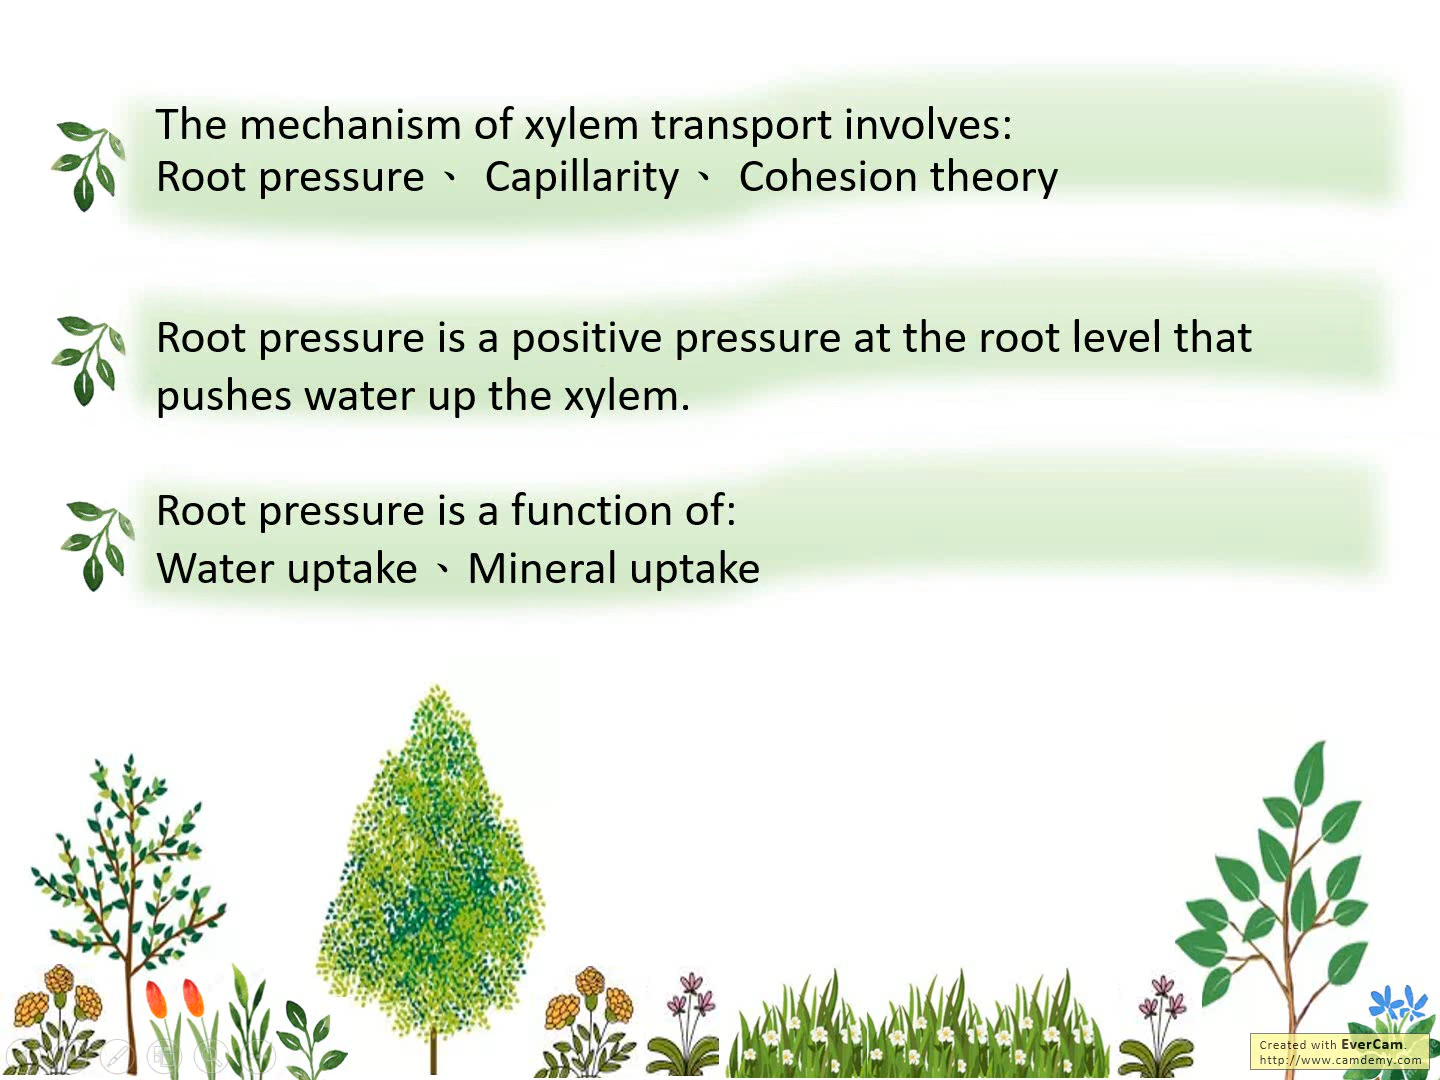 The mechanism of xylem transport involves:
Root pressure、 Capillarity、 Cohesion theory
Root pressure is a positive pressure at the root level that
pushes water up the xylem.
Root pressure is a function of:
Water uptake、Mineral uptake
Created with EverCam.
http://www.camdemy.com